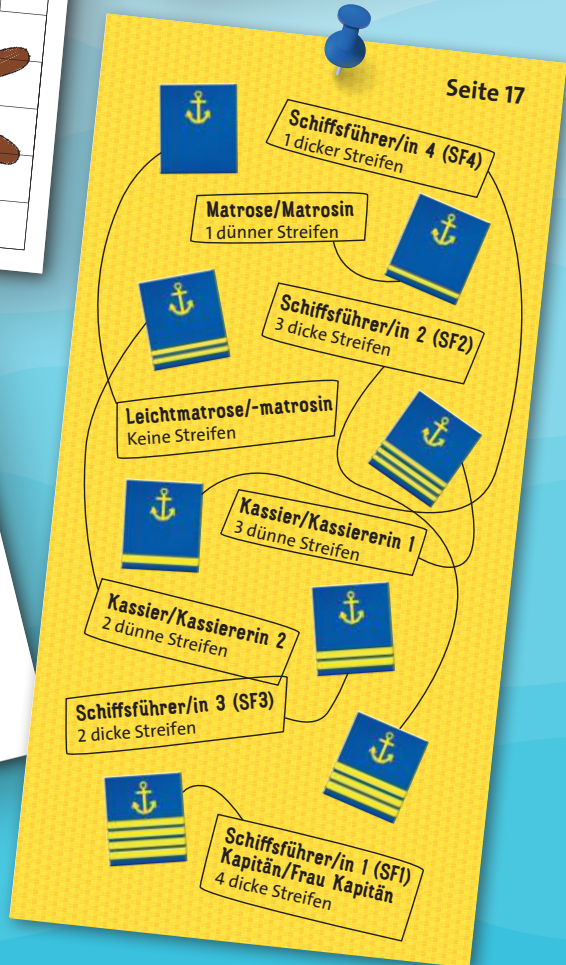 Seite 17
Schiffsführer/in 4 (SF4)
1 dicker Streifen
Matrose/Matrosin
1 dünner Streifen
Schiffsführer/in 2 (SF2)
3 dicke Streifen
Leichtmatrose/-matrosin
Keine Streifen
Kassier/Kassiererin 1
3 dünne Streifen
Kassier/Kassiererin 2
2 dünne Streifen
Schiffsführer/in 3 (SF3)
2 dicke Streifen
Schiffsführer/in 1 (SF1)
Kapitän/Frau Kapitän
4 dicke Streifen